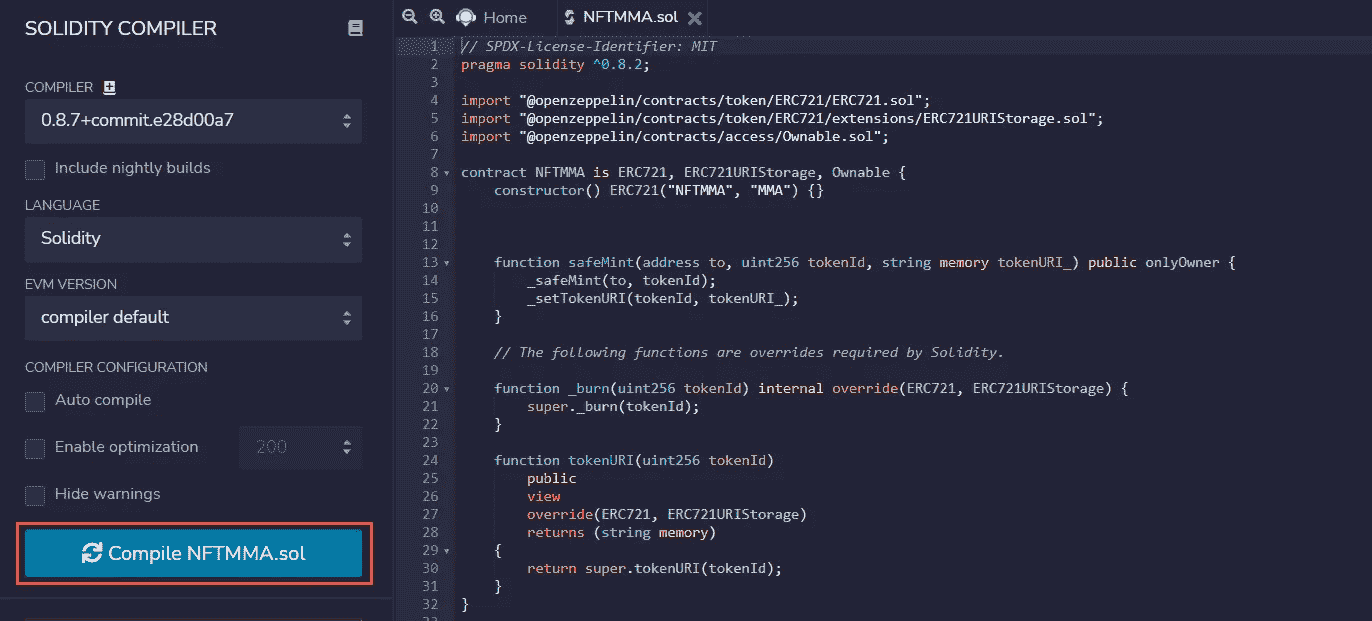 SOLIDITY COMPILER
COMPILER
0.8.7+commit.e28d00a7
Include nightly builds
LANGUAGE
Solidity
EVM VERSION
compiler default
COMPILER CONFIGURATION
Auto compile
Enable optimization 200
Hide warnings
Compile NFTMMA.sol
Home NFTMMA.sol
1 // SPDX-License-Identifier: MIT
2 pragma solidity ^0.8.2;
3
4 import "@openzeppelin/contracts/token/ERC721/ERC721.sol";
5 import "@openzeppelin/contracts/token/ERC721/extensions/ERC721URIStorage.sol";
6 import "@openzeppelin/contracts/access/Ownable.sol";
7
8 contract NFTMMA is ERC721, ERC721URIStorage, Ownable {
9     constructor() ERC721("NFTMMA", "MMA") {}
10
11
12
13     function safeMint(address to, uint256 tokenId, string memory tokenURI_) public onlyOwner {
14         _safeMint(to, tokenId);
15         _setTokenURI(tokenId, tokenURI_);
16     }
17
18     // The following functions are overrides required by Solidity.
19
20     function _burn(uint256 tokenId) internal override(ERC721, ERC721URIStorage) {
21         super._burn(tokenId);
22     }
23
24     function tokenURI(uint256 tokenId)
25         public
26         view
27         override(ERC721, ERC721URIStorage)
28         returns (string memory)
29     {
30         return super.tokenURI(tokenId);
31     }
32 }